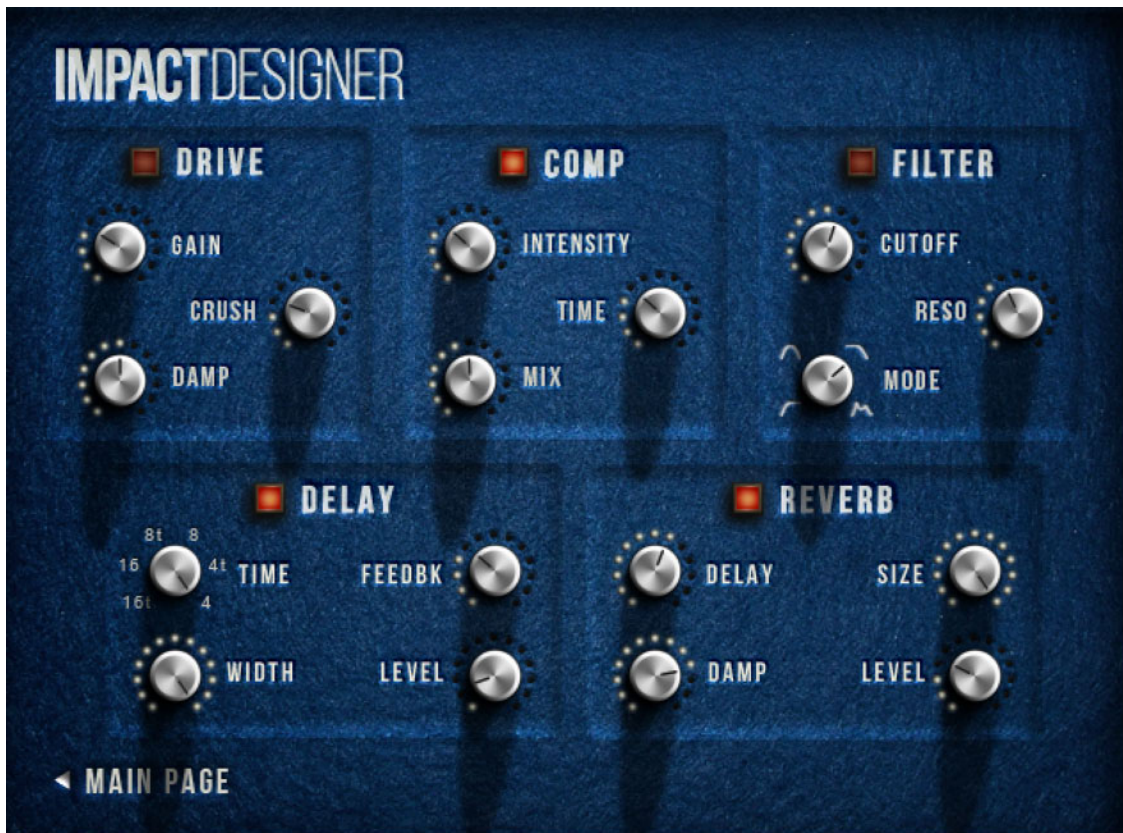 IMPACTDESIGNER
DRIVE
GAIN
CRUSH
DAMP
COMP
INTENSITY
TIME
MIX
FILTER
CUTOFF
RESO
MODE
DELAY
8t 8
16 4t
16t 4
TIME
FEEDBK
WIDTH
LEVEL
REVERB
DELAY
SIZE
DAMP
LEVEL
MAIN PAGE